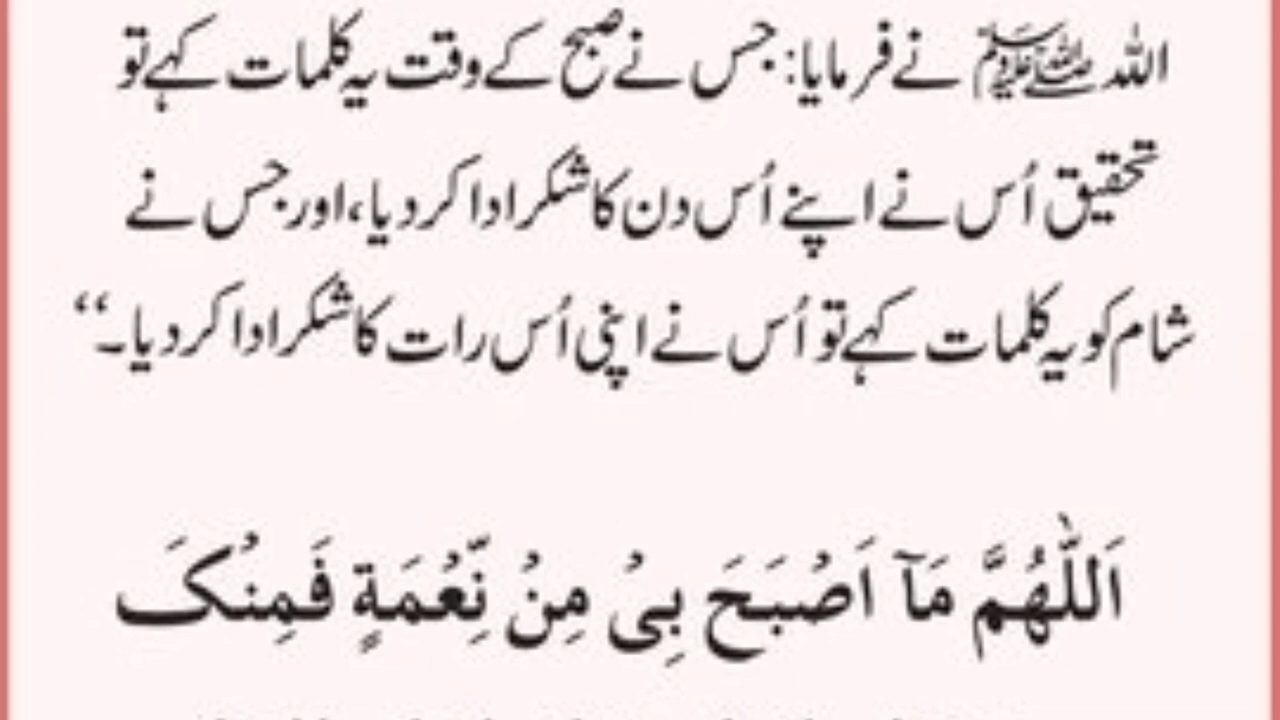 اللہ ﷺ نے فرمایا: جس نے صبح کے وقت یہ کلمات کہے تو
تحقیق اُس نے اپنے اُس دن کا شکر ادا کر دیا، اور جس نے
شام کو یہ کلمات کہے تو اُس نے اپنی اُس رات کا شکر ادا کر دیا۔‘‘
اَللّٰهُمَّ مَآ اَصْبَحَ بِیْ مِنْ نِّعْمَةٍ فَمِنْکَ